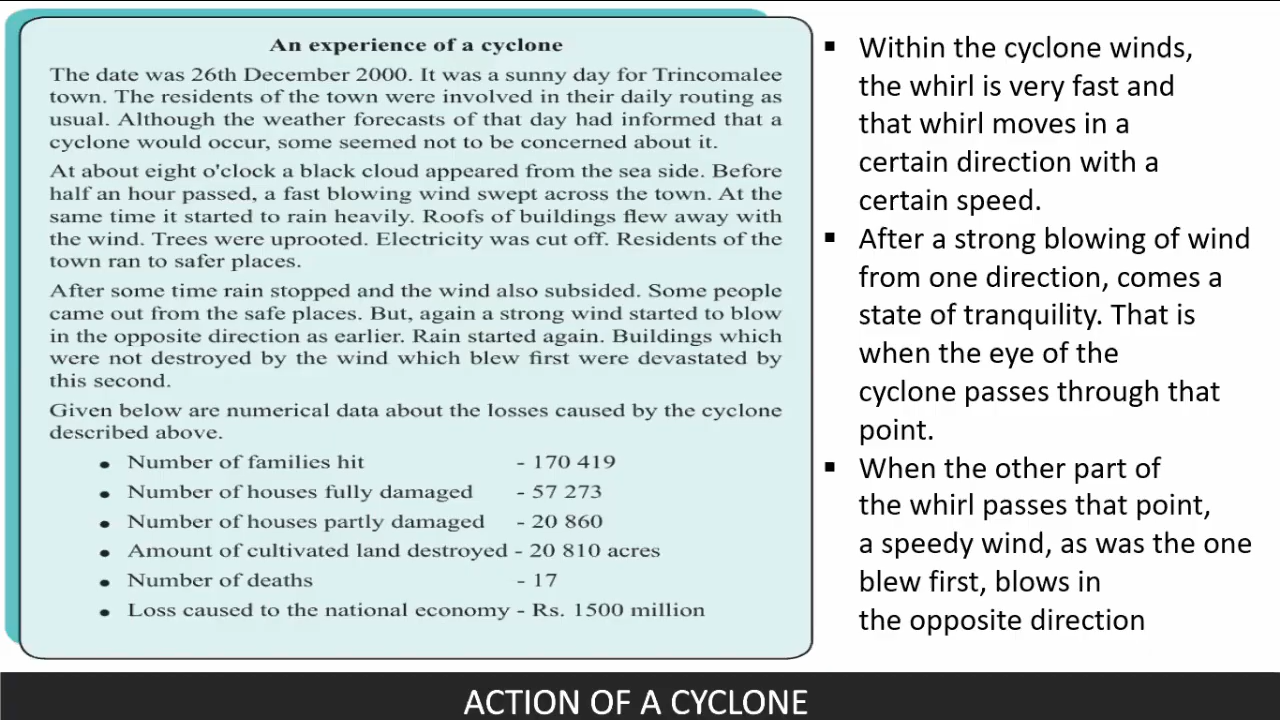 An experience of a cyclone
The date was 26th December 2000. It was a sunny day for Trincomalee
town. The residents of the town were involved in their daily routing as
usual. Although the weather forecasts of that day had informed that a
cyclone would occur, some seemed not to be concerned about it.
At about eight o'clock a black cloud appeared from the sea side. Before
half an hour passed, a fast blowing wind swept across the town. At the
same time it started to rain heavily. Roofs of buildings flew away with
the wind. Trees were uprooted. Electricity was cut off. Residents of the
town ran to safer places.
After some time rain stopped and the wind also subsided. Some people
came out from the safe places. But, again a strong wind started to blow
in the opposite direction as earlier. Rain started again. Buildings which
were not destroyed by the wind which blew first were devastated by
this second.
Given below are numerical data about the losses caused by the cyclone
described above.
• Number of families hit - 170 419
• Number of houses fully damaged - 57 273
• Number of houses partly damaged - 20 860
• Amount of cultivated land destroyed - 20 810 acres
• Number of deaths - 17
• Loss caused to the national economy - Rs. 1500 million
▪ Within the cyclone winds,
the whirl is very fast and
that whirl moves in a
certain direction with a
certain speed.
▪ After a strong blowing of wind
from one direction, comes a
state of tranquility. That is
when the eye of the
cyclone passes through that
point.
▪ When the other part of
the whirl passes that point,
a speedy wind, as was the one
blew first, blows in
the opposite direction
ACTION OF A CYCLONE